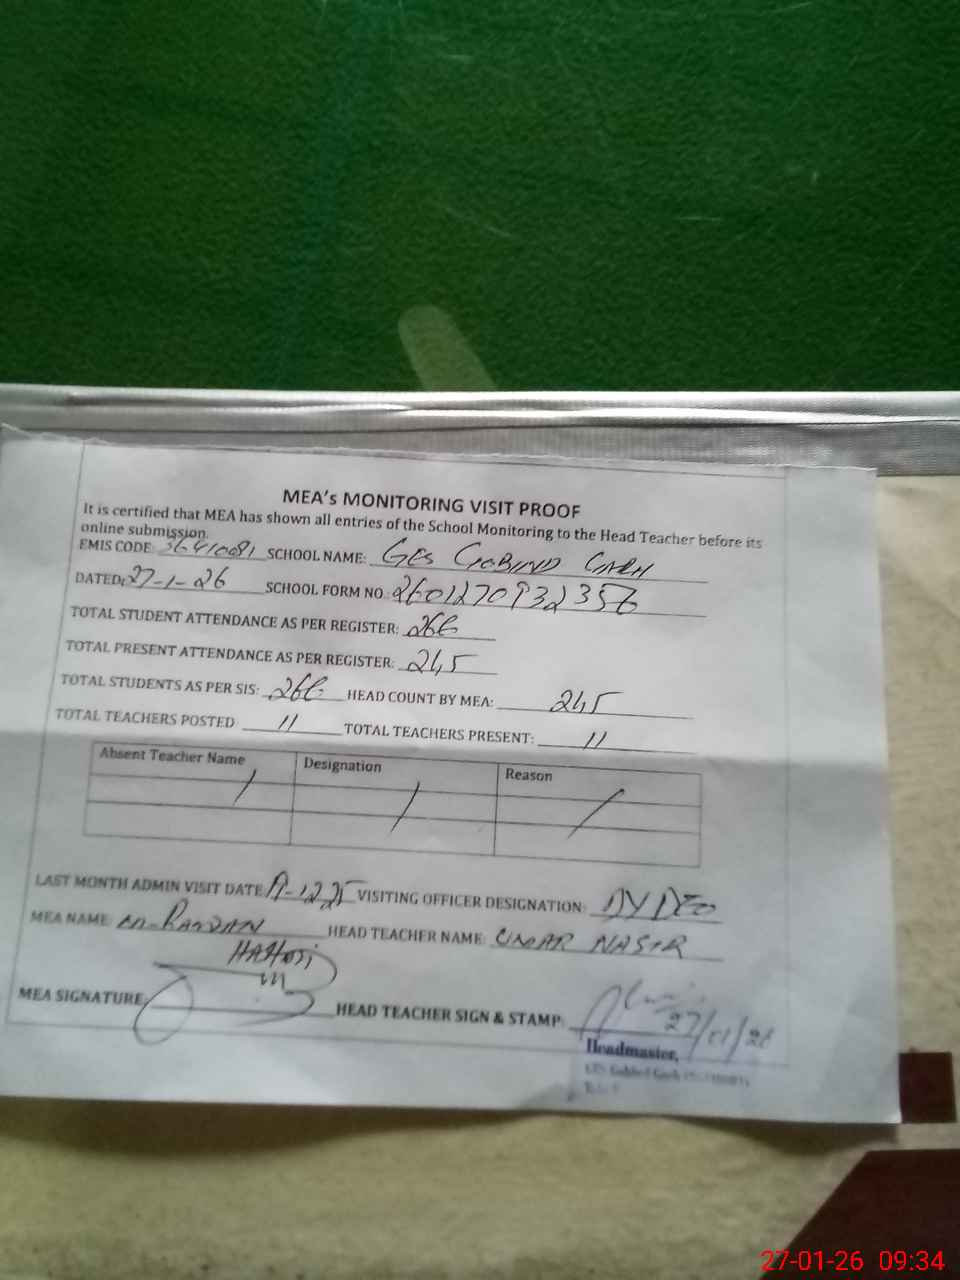 MEA's MONITORING VISIT PROOF
It is certified that MEA has shown all entries of the School Monitoring to the Head Teacher before its
online submission.
EMIS CODE: 36410081 SCHOOL NAME: GES GOBIND GARH
DATED: 27-1-26 SCHOOL FORM NO.: 2601270932356
TOTAL STUDENT ATTENDANCE AS PER REGISTER: 266
TOTAL PRESENT ATTENDANCE AS PER REGISTER: 245
TOTAL STUDENTS AS PER SIS: 266 HEAD COUNT BY MEA: 245
TOTAL TEACHERS POSTED 11 TOTAL TEACHERS PRESENT: 11
Absent Teacher Name Designation Reason
/ / /
LAST MONTH ADMIN VISIT DATE: VISITING OFFICER DESIGNATION: DY DEO
MEA NAME: HEAD TEACHER NAME: UMAR NASIR
MEA SIGNATURE: HEAD TEACHER SIGN & STAMP:
27/01/26
Headmaster,
27-01-26 09:34